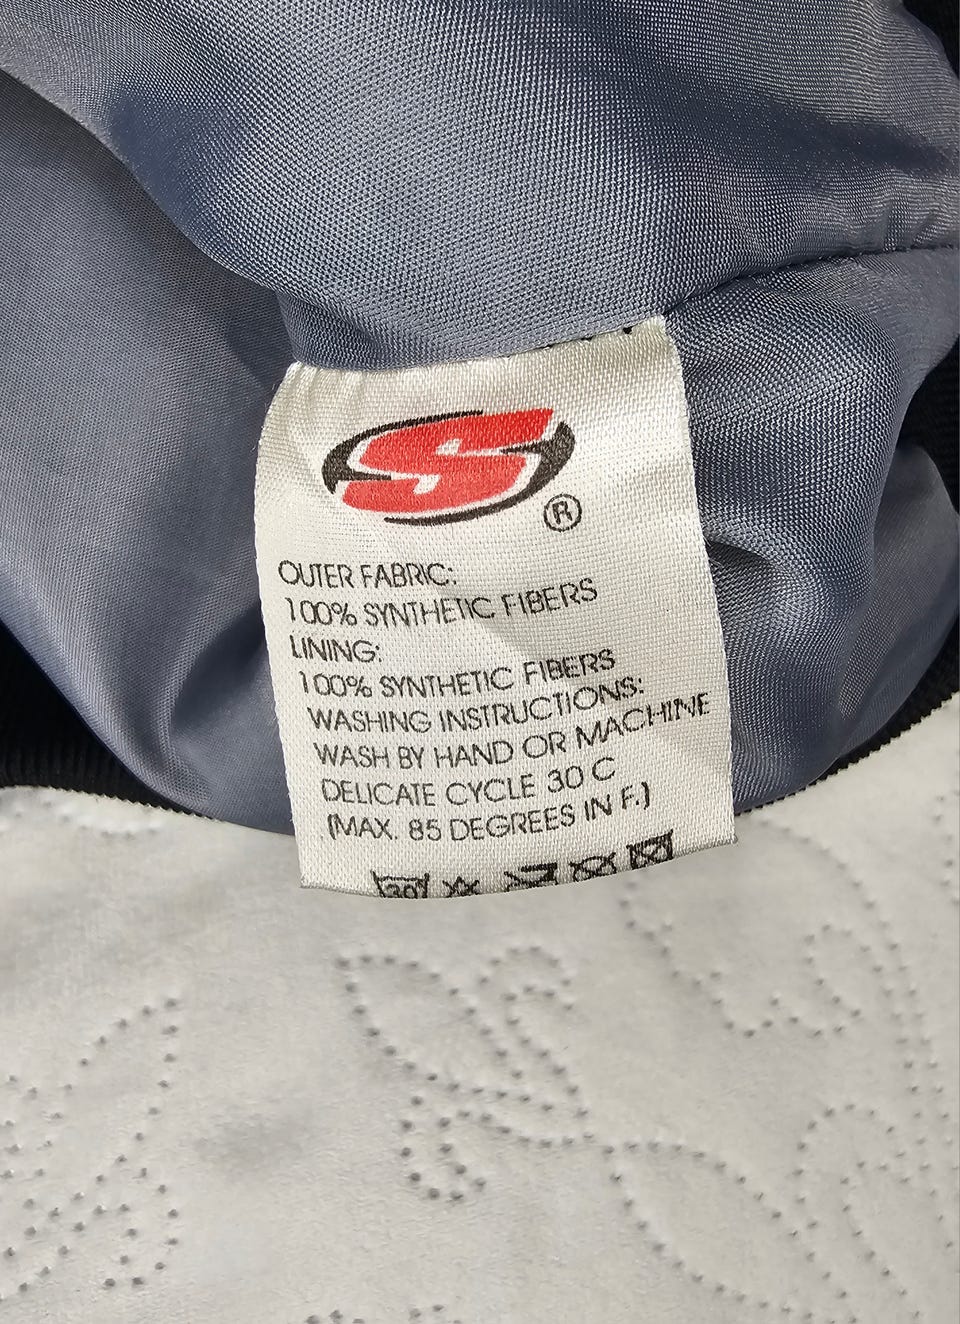 S
®
OUTER FABRIC:
100% SYNTHETIC FIBERS
LINING:
100% SYNTHETIC FIBERS
WASHING INSTRUCTIONS:
WASH BY HAND OR MACHINE
DELICATE CYCLE 30 C
(MAX. 85 DEGREES IN F.)
30°